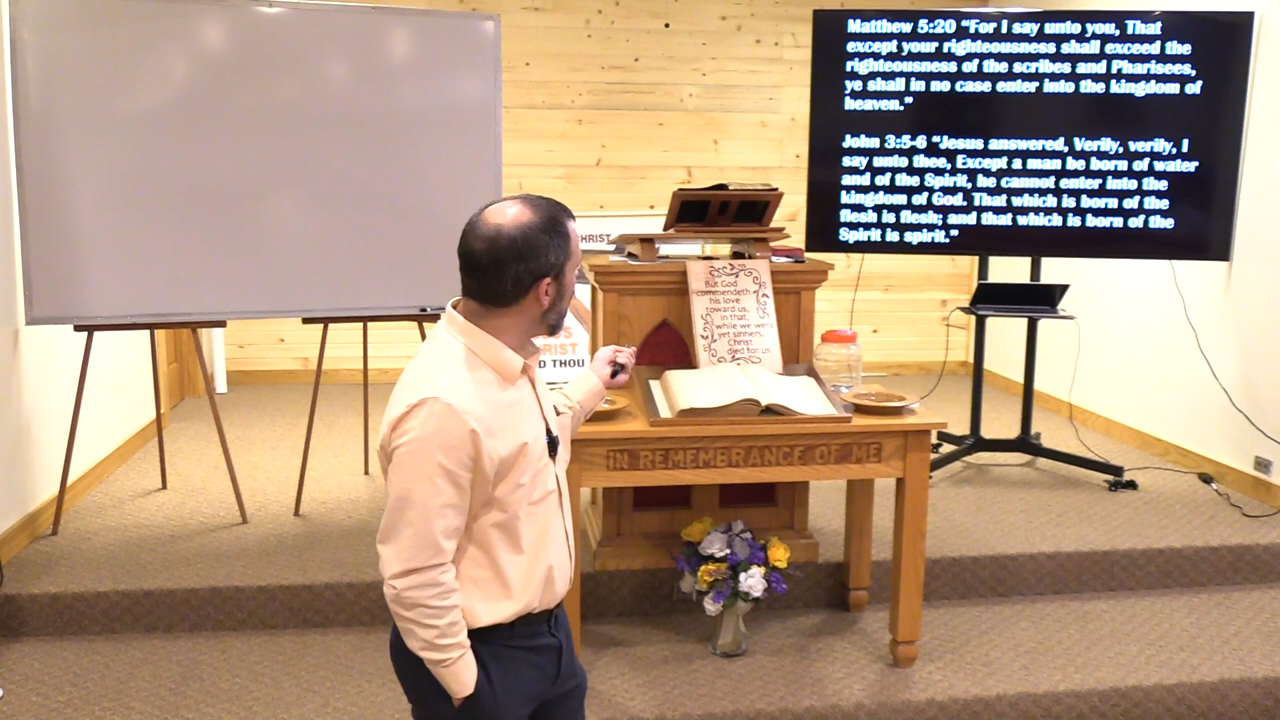 Matthew 5:20 “For I say unto you, That
except your righteousness shall exceed the
righteousness of the scribes and Pharisees,
ye shall in no case enter into the kingdom of
heaven.”
John 3:5-6 “Jesus answered, Verily, verily, I
say unto thee, Except a man be born of water
and of the Spirit, he cannot enter into the
kingdom of God. That which is born of the
flesh is flesh; and that which is born of the
Spirit is spirit.”
CHRIST
But God
commendeth
his love
toward us,
in that,
while we were
yet sinners,
Christ
died for us.
RIST
D THOU
IN REMEMBRANCE OF ME